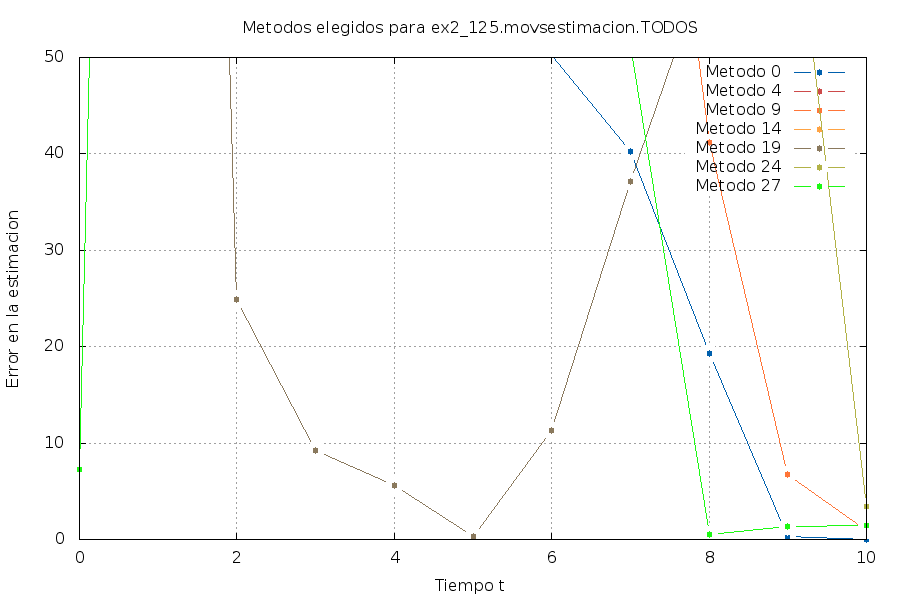 Metodos elegidos para ex2_125.movsestimacion.TODOS
50
40
30
20
10
0
0
2
4
6
8
10
Error en la estimacion
Tiempo t
Metodo 0
Metodo 4
Metodo 9
Metodo 14
Metodo 19
Metodo 24
Metodo 27